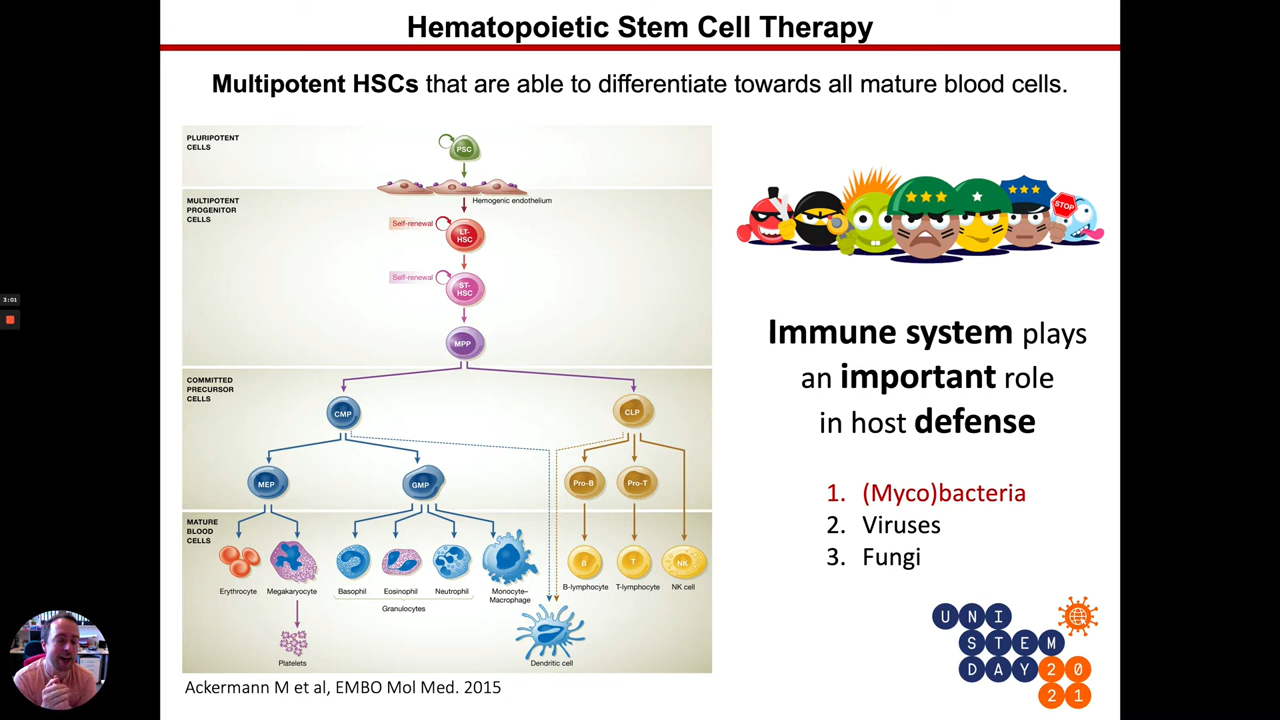 Hematopoietic Stem Cell Therapy
Multipotent HSCs that are able to differentiate towards all mature blood cells.
PLURIPOTENT
CELLS
PSC
Hemogenic endothelium
MULTIPOTENT
PROGENITOR
CELLS
Self-renewal
LT-
HSC
Self-renewal
ST-
HSC
MPP
COMMITTED
PRECURSOR
CELLS
CMP
CLP
MEP
GMP
Pro-B
Pro-T
MATURE
BLOOD
CELLS
B
T
NK
Erythrocyte
Megakaryocyte
Basophil
Eosinophil
Neutrophil
Monocyte–
Macrophage
B-lymphocyte
T-lymphocyte
NK cell
Granulocytes
Platelets
Dendritic cell
Ackermann M et al, EMBO Mol Med. 2015
STOP
Immune system plays
an important role
in host defense
1. (Myco)bacteria
2. Viruses
3. Fungi
UNI
STEM
DAY 20
21
3:01